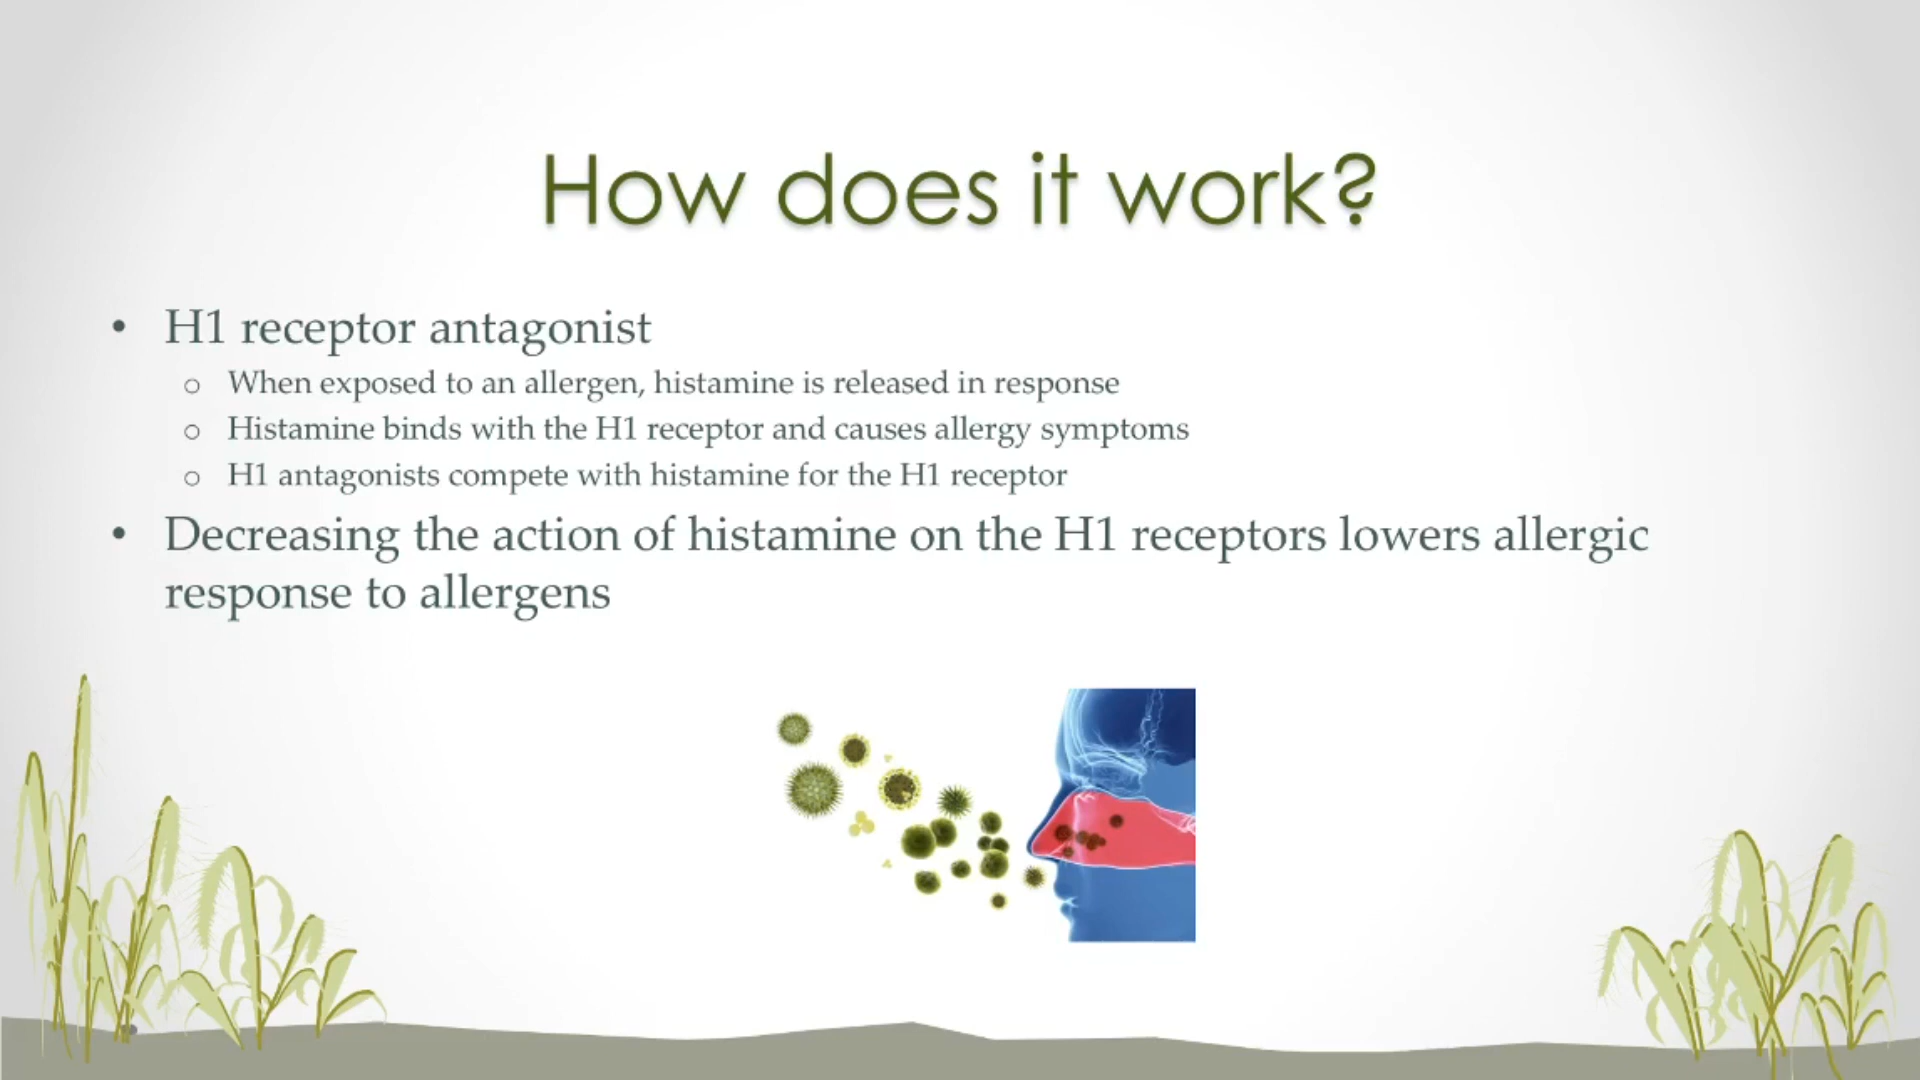 How does it work?
• H1 receptor antagonist
o When exposed to an allergen, histamine is released in response
o Histamine binds with the H1 receptor and causes allergy symptoms
o H1 antagonists compete with histamine for the H1 receptor
• Decreasing the action of histamine on the H1 receptors lowers allergic
response to allergens